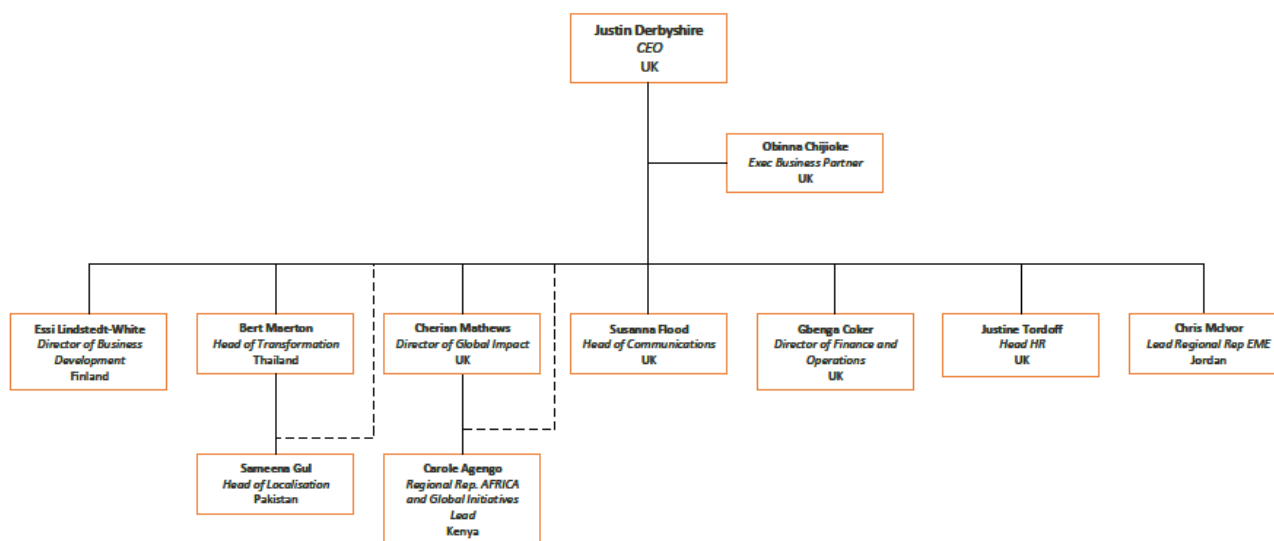 Justin Derbyshire
CEO
UK
Obinna Chijioke
Exec Business Partner
UK
Essi Lindstedt-White
Director of Business
Development
Finland
Bert Maerton
Head of Transformation
Thailand
Cherian Mathews
Director of Global Impact
UK
Susanna Flood
Head of Communications
UK
Gbenga Coker
Director of Finance and
Operations
UK
Justine Tordoff
Head HR
UK
Chris McIvor
Lead Regional Rep EME
Jordan
Sameena Gul
Head of Localisation
Pakistan
Carole Agengo
Regional Rep. AFRICA
and Global Initiatives
Lead
Kenya